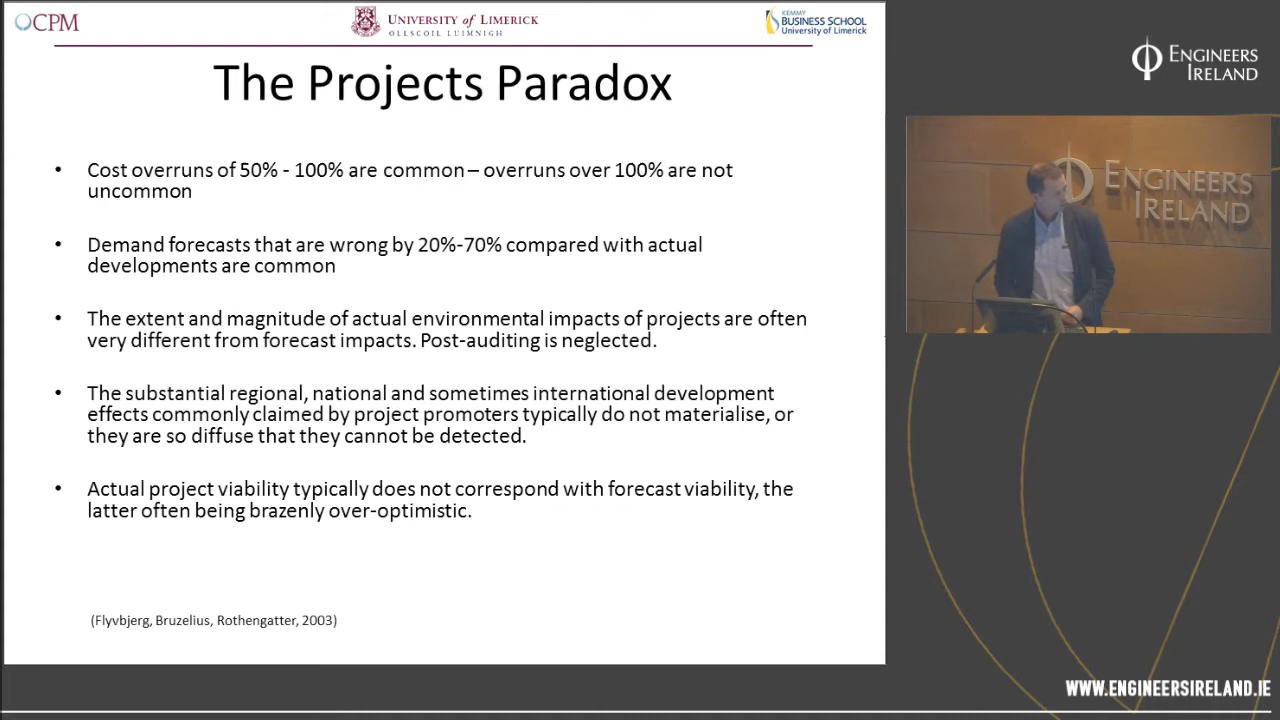 CPM
UNIVERSITY of LIMERICK
OLLSCOIL LUIMNIGH
KEMMY
BUSINESS SCHOOL
University of Limerick
The Projects Paradox
• Cost overruns of 50% - 100% are common – overruns over 100% are not
uncommon
• Demand forecasts that are wrong by 20%-70% compared with actual
developments are common
• The extent and magnitude of actual environmental impacts of projects are often
very different from forecast impacts. Post-auditing is neglected.
• The substantial regional, national and sometimes international development
effects commonly claimed by project promoters typically do not materialise, or
they are so diffuse that they cannot be detected.
• Actual project viability typically does not correspond with forecast viability, the
latter often being brazenly over-optimistic.
(Flyvbjerg, Bruzelius, Rothengatter, 2003)
ENGINEERS
IRELAND
ENGINEERS
IRELAND
WWW.ENGINEERSIRELAND.IE